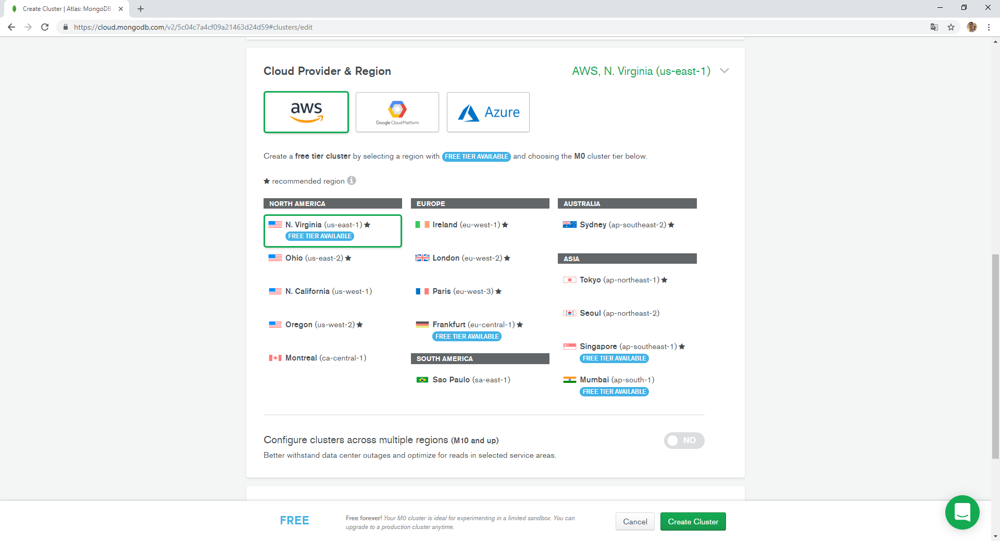 Create Cluster | Atlas: MongoDB
https://cloud.mongodb.com/v2/5c04c7a4cf09a21463d24d59#clusters/edit
Cloud Provider & Region
AWS, N. Virginia (us-east-1)
aws
Google Cloud Platform
Azure
Create a free tier cluster by selecting a region with FREE TIER AVAILABLE and choosing the M0 cluster tier below.
★ recommended region i
NORTH AMERICA
N. Virginia (us-east-1) ★
FREE TIER AVAILABLE
Ohio (us-east-2) ★
N. California (us-west-1)
Oregon (us-west-2) ★
Montreal (ca-central-1)
EUROPE
Ireland (eu-west-1) ★
London (eu-west-2) ★
Paris (eu-west-3) ★
Frankfurt (eu-central-1) ★
FREE TIER AVAILABLE
SOUTH AMERICA
Sao Paulo (sa-east-1)
AUSTRALIA
Sydney (ap-southeast-2) ★
ASIA
Tokyo (ap-northeast-1) ★
Seoul (ap-northeast-2)
Singapore (ap-southeast-1) ★
FREE TIER AVAILABLE
Mumbai (ap-south-1)
FREE TIER AVAILABLE
Configure clusters across multiple regions (M10 and up)
NO
Better withstand data center outages and optimize for reads in selected service areas.
FREE
Free forever! Your M0 cluster is ideal for experimenting in a limited sandbox. You can
upgrade to a production cluster anytime.
Cancel
Create Cluster